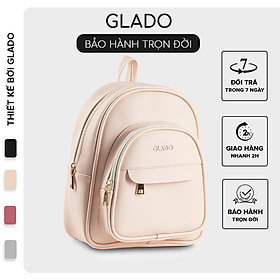 GLADO
BẢO HÀNH TRỌN ĐỜI
THIẾT KẾ BỞI GLADO
GLADO
7
ĐỔI TRẢ
TRONG 7 NGÀY
2H
GIAO HÀNG
NHANH 2H
BẢO HÀNH
TRỌN ĐỜI